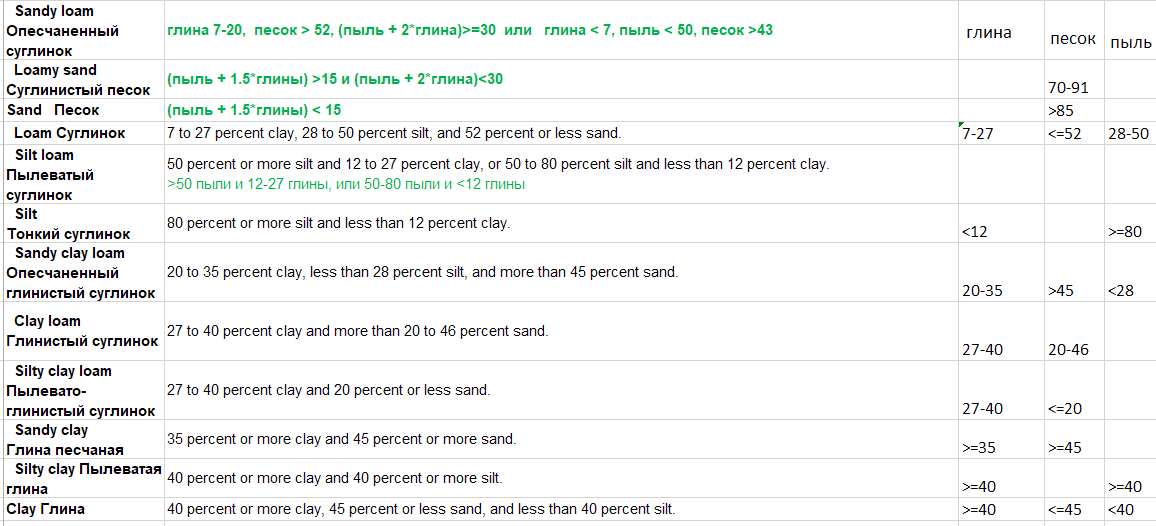 Sandy loam
Опесчаненный
суглинок
глина 7-20, песок > 52, (пыль + 2*глина)>=30 или глина < 7, пыль < 50, песок >43
глина
песок
пыль
Loamy sand
Суглинистый песок
(пыль + 1.5*глины) >15 и (пыль + 2*глина)<30
70-91
Sand Песок
(пыль + 1.5*глины) < 15
>85
Loam Суглинок
7 to 27 percent clay, 28 to 50 percent silt, and 52 percent or less sand.
7-27
<=52
28-50
Silt loam
Пылеватый
суглинок
50 percent or more silt and 12 to 27 percent clay, or 50 to 80 percent silt and less than 12 percent clay.
>50 пыли и 12-27 глины, или 50-80 пыли и <12 глины
Silt
Тонкий суглинок
80 percent or more silt and less than 12 percent clay.
<12
>=80
Sandy clay loam
Опесчаненный
глинистый суглинок
20 to 35 percent clay, less than 28 percent silt, and more than 45 percent sand.
20-35
>45
<28
Clay loam
Глинистый суглинок
27 to 40 percent clay and more than 20 to 46 percent sand.
27-40
20-46
Silty clay loam
Пылевато-
глинистый суглинок
27 to 40 percent clay and 20 percent or less sand.
27-40
<=20
Sandy clay
Глина песчаная
35 percent or more clay and 45 percent or more sand.
>=35
>=45
Silty clay Пылеватая
глина
40 percent or more clay and 40 percent or more silt.
>=40
>=40
Clay Глина
40 percent or more clay, 45 percent or less sand, and less than 40 percent silt.
>=40
<=45
<40